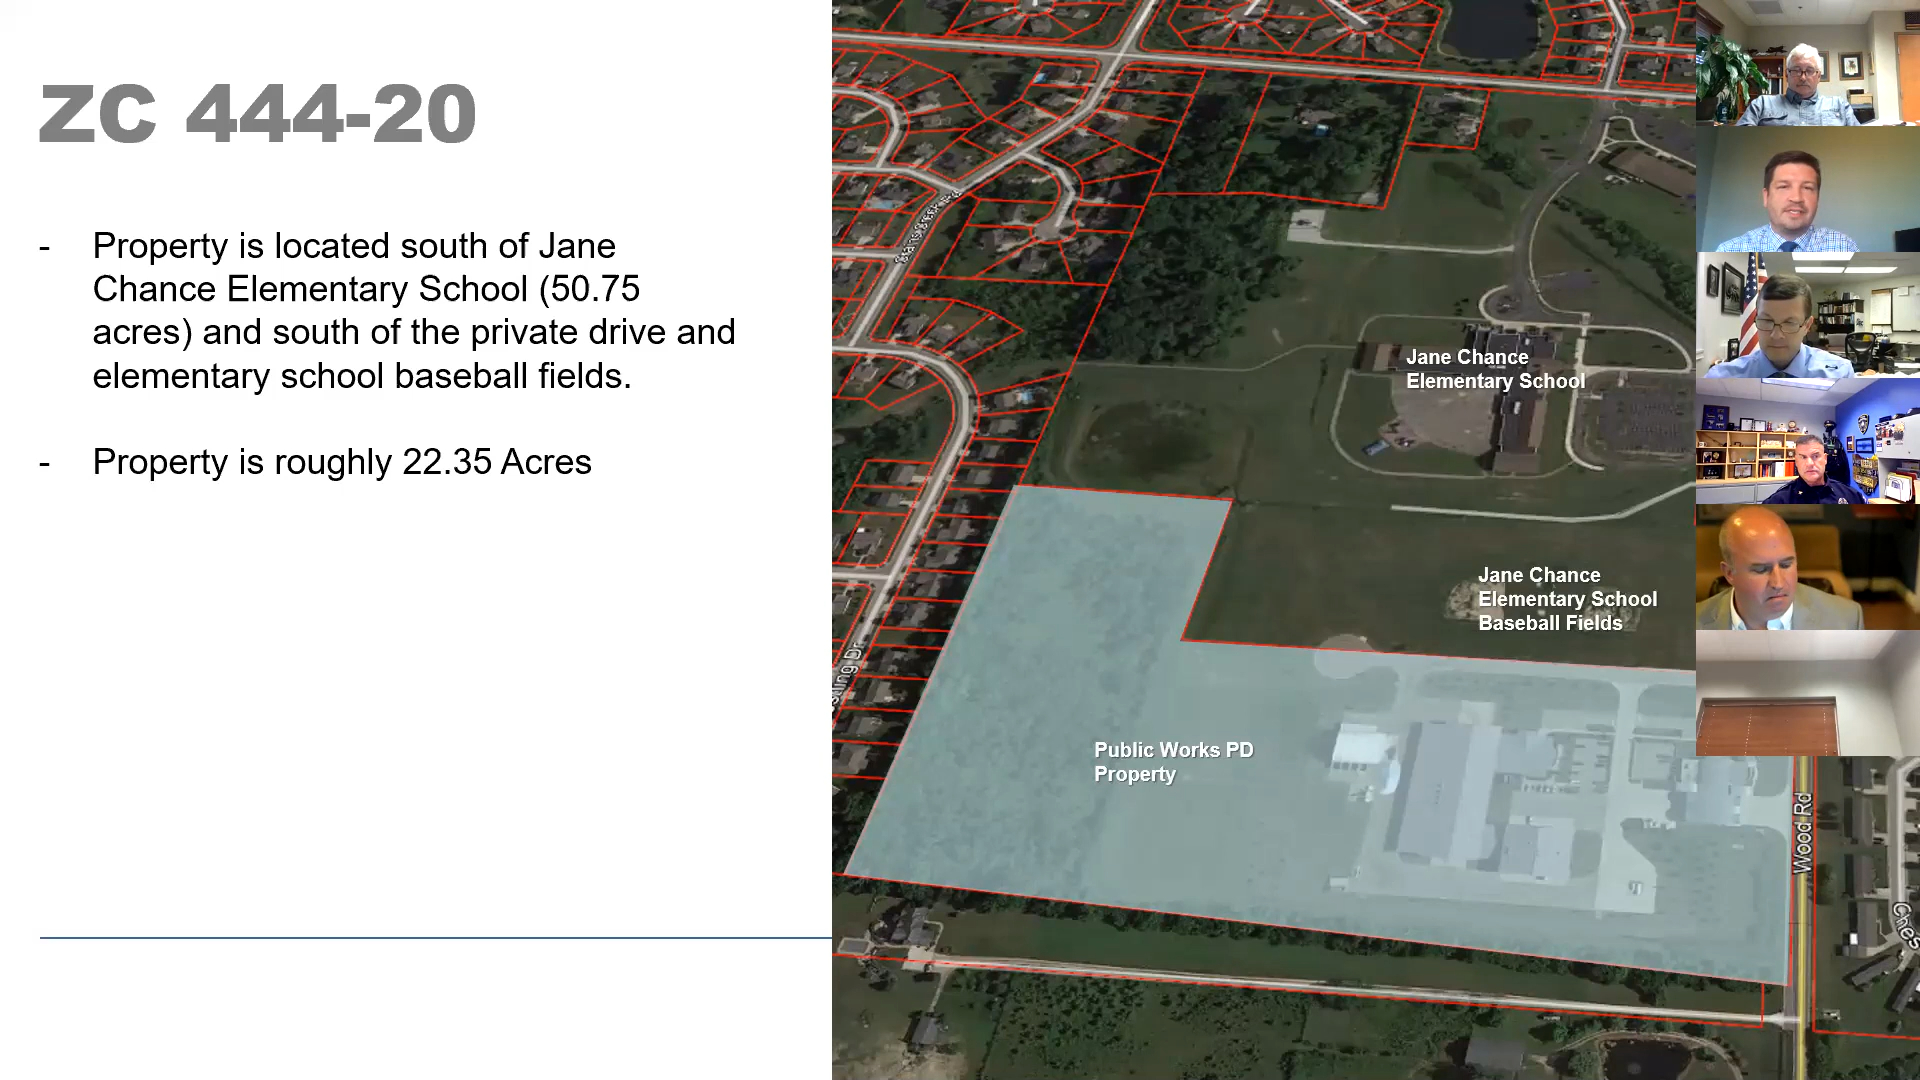 ZC 444-20
- Property is located south of Jane
Chance Elementary School (50.75
acres) and south of the private drive and
elementary school baseball fields.
- Property is roughly 22.35 Acres
Jane Chance
Elementary School
Jane Chance
Elementary School
Baseball Fields
Public Works PD
Property
Wood Rd